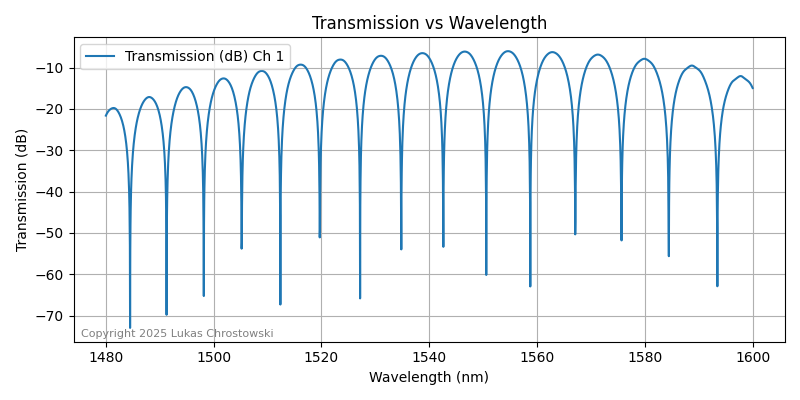 Transmission vs Wavelength
Transmission (dB) Ch 1
Transmission (dB)
−10
−20
−30
−40
−50
−60
−70
Copyright 2025 Lukas Chrostowski
1480 1500 1520 1540 1560 1580 1600
Wavelength (nm)